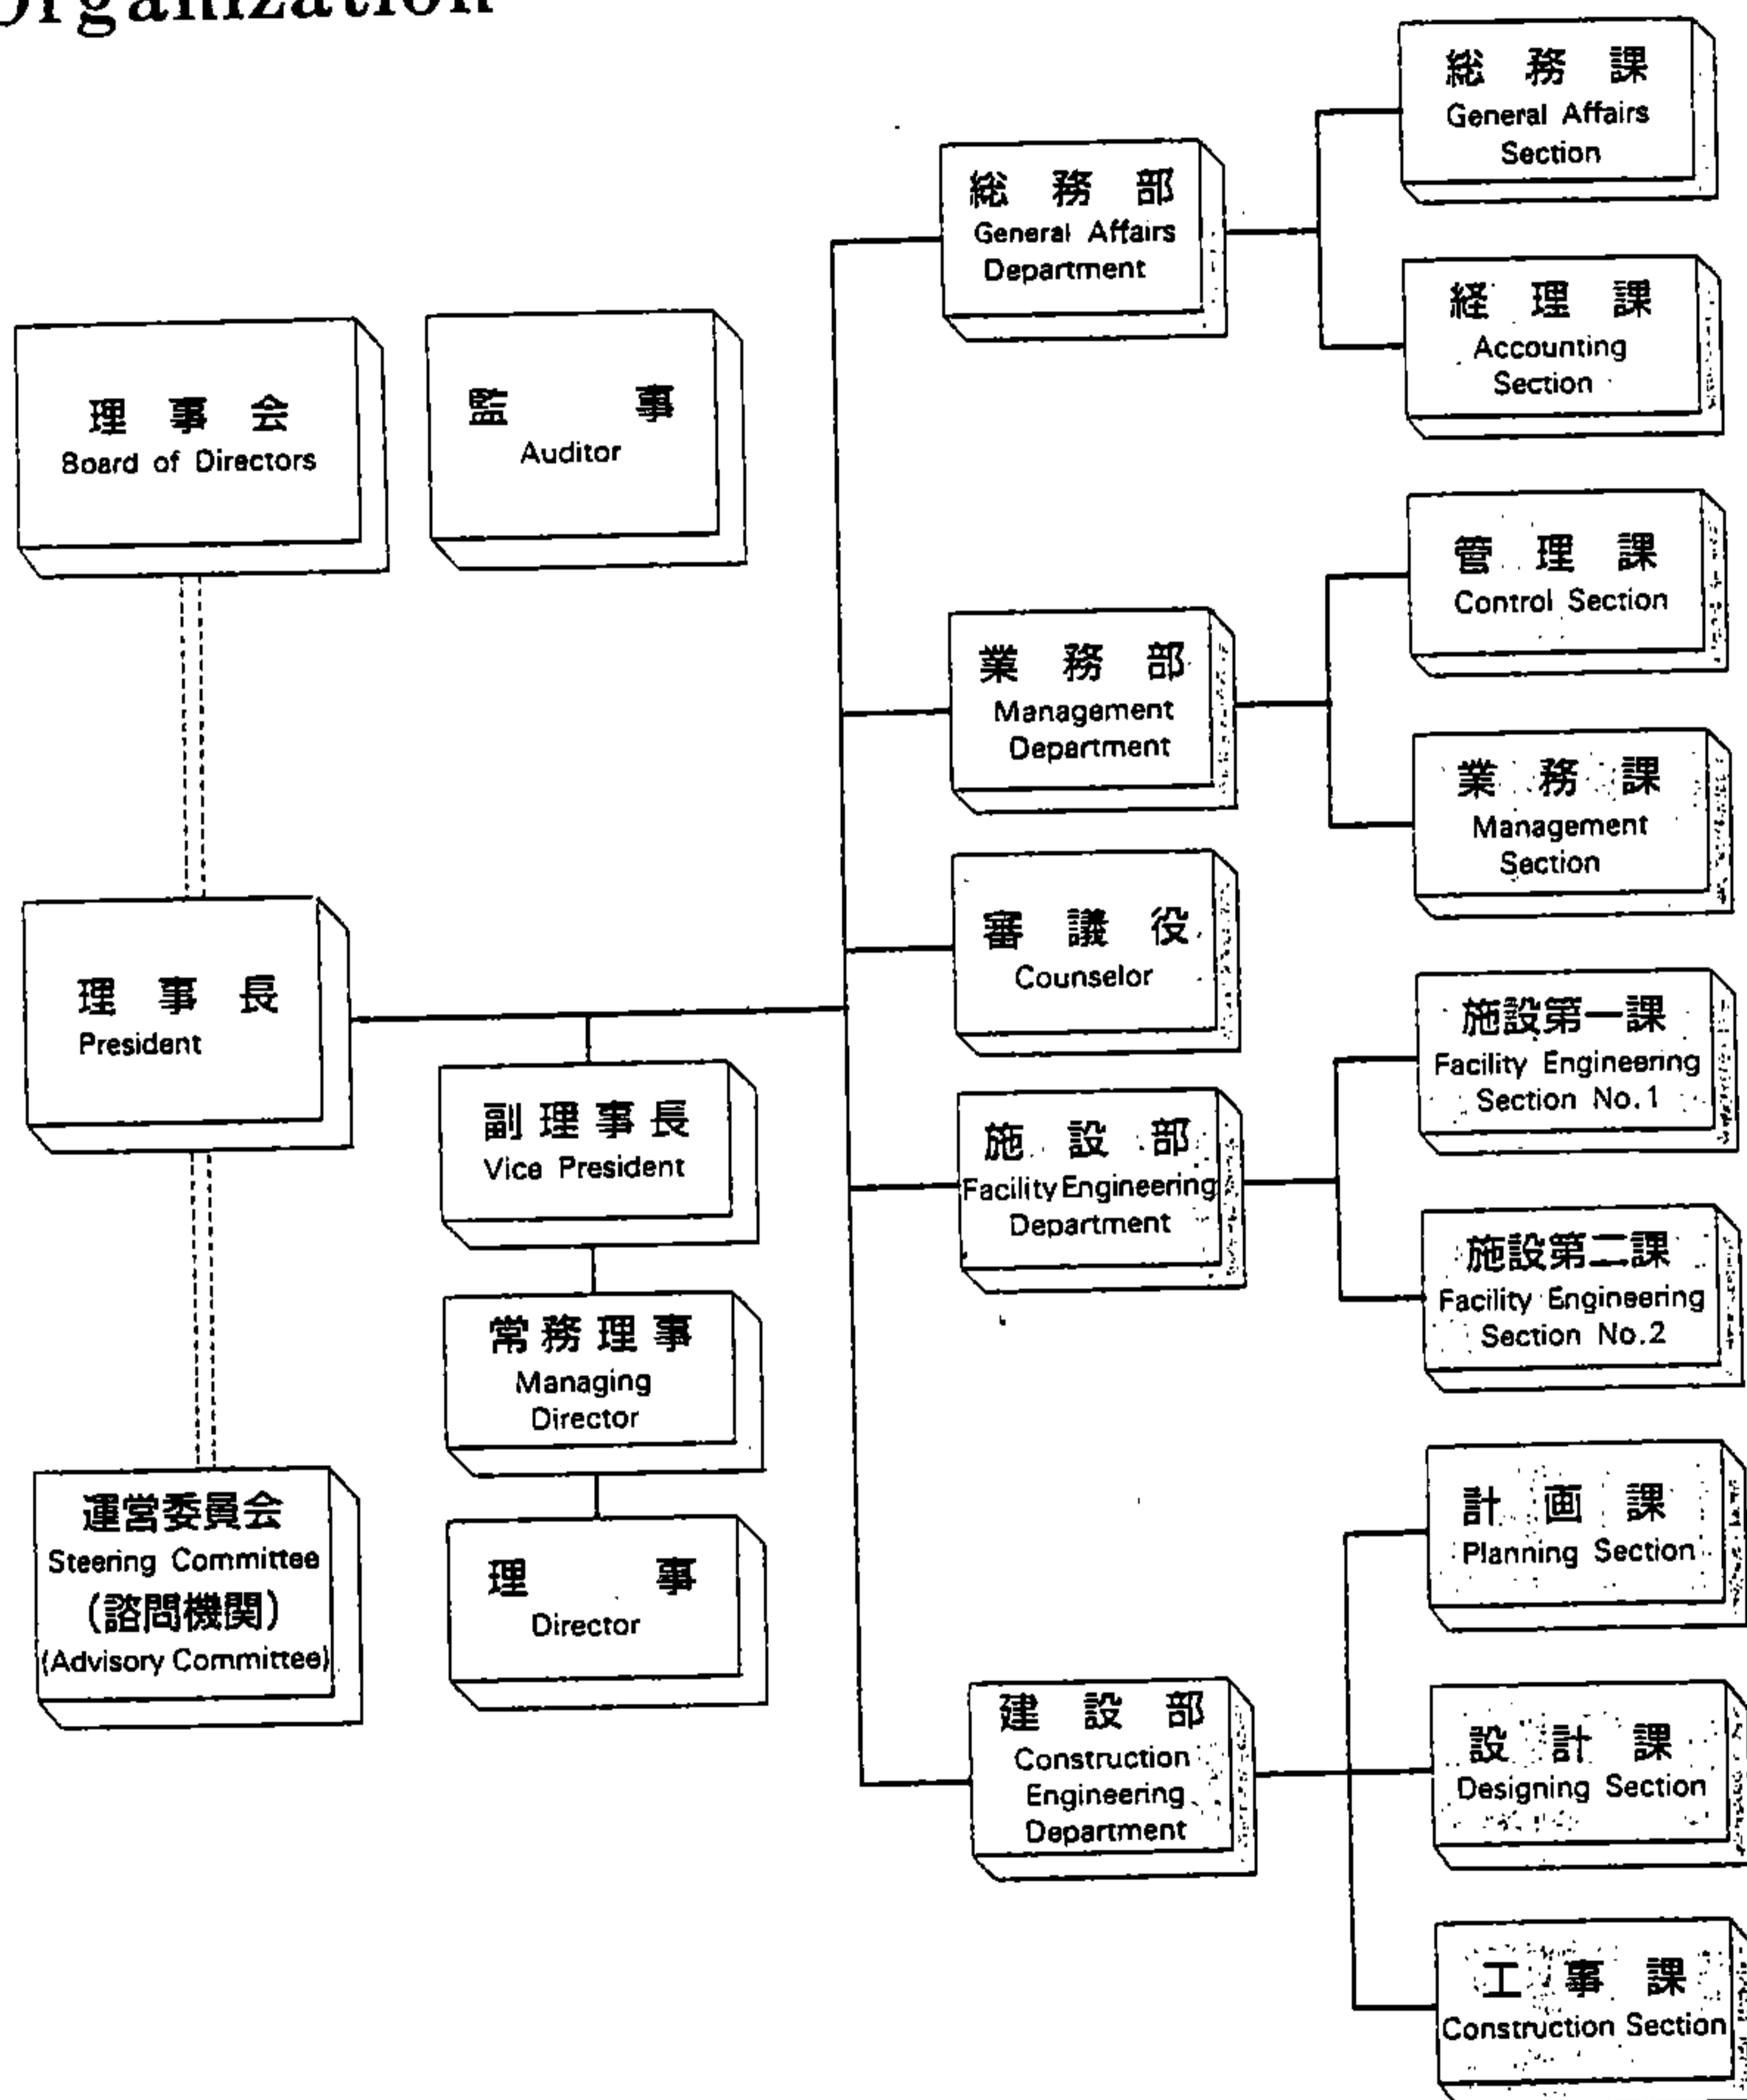 Organization
理事会
Board of Directors
監事
Auditor
理事長
President
副理事長
Vice President
常務理事
Managing
Director
理事
Director
運営委員会
Steering Committee
(諮問機関)
(Advisory Committee)
総務部
General Affairs
Department
総務課
General Affairs
Section
経理課
Accounting
Section
業務部
Management
Department
管理課
Control Section
業務課
Management
Section
審議役
Counselor
施設部
Facility Engineering
Department
施設第一課
Facility Engineering
Section No.1
施設第二課
Facility Engineering
Section No.2
建設部
Construction
Engineering
Department
計画課
Planning Section
設計課
Designing Section
工事課
Construction Section